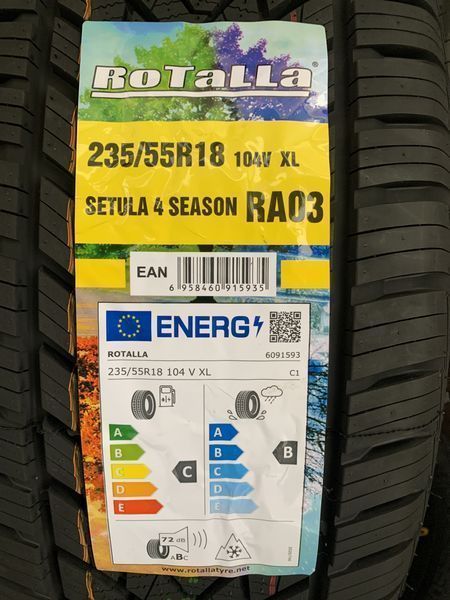 RoTalla®
235/55R18 104V XL
SETULA 4 SEASON RA03
EAN
6 958460 915935
ENERG
ROTALLA 6091593
235/55R18 104 V XL C1
A A
B B B
C C C
D D
E E
72 dB
ABC
www.rotallatyre.net